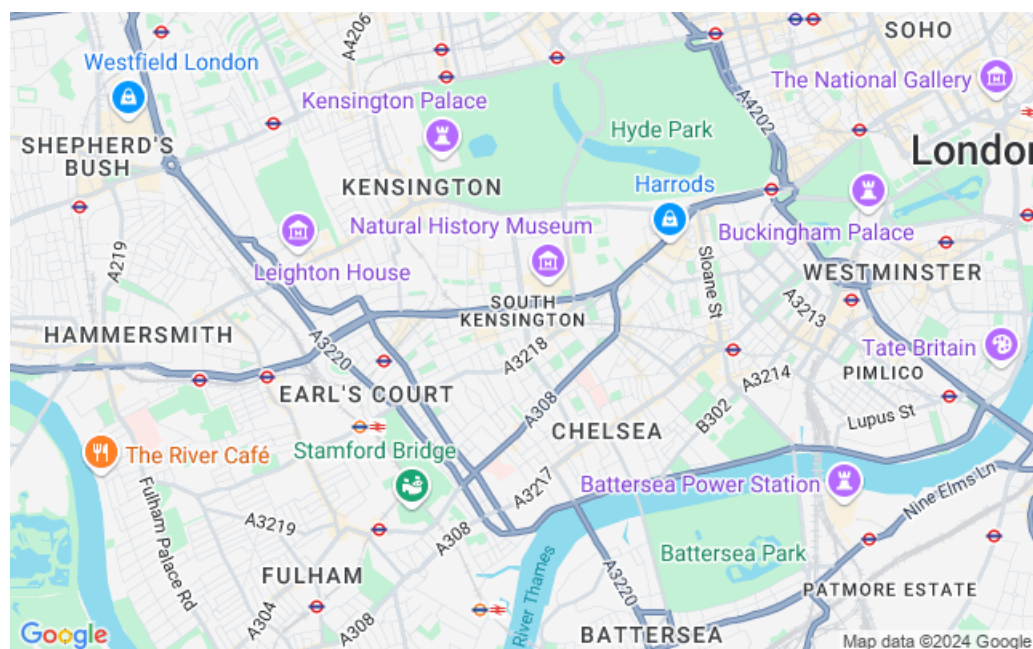 SOHO
A4206
Westfield London
The National Gallery
Kensington Palace
A4202
Hyde Park
SHEPHERD'S
BUSH
London
KENSINGTON
Harrods
Natural History Museum
Buckingham Palace
A219
Leighton House
Sloane St
WESTMINSTER
SOUTH
KENSINGTON
A3213
HAMMERSMITH
A3220
A3218
Tate Britain
PIMLICO
A3214
EARL'S COURT
A308
B302
Lupus St
CHELSEA
The River Café
Stamford Bridge
Battersea Power Station
Nine Elms Ln
Fulham Palace Rd
A3219
A308
Battersea Park
FULHAM
River Thames
A3220
PATMORE ESTATE
A304
A308
BATTERSEA
Google
Map data ©2024 Google